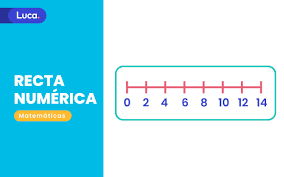 Luca.
RECTA
NUMÉRICA
Matemáticas
0 2 4 6 8 10 12 14